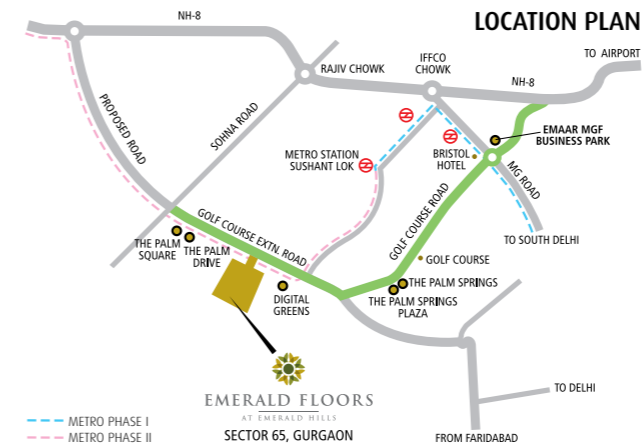 LOCATION PLAN
NH-8
IFFCO
CHOWK
TO AIRPORT
RAJIV CHOWK
NH-8
PROPOSED ROAD
SOHNA ROAD
EMAAR MGF
BUSINESS PARK
METRO STATION
SUSHANT LOK
BRISTOL
HOTEL
MG ROAD
GOLF COURSE ROAD
TO SOUTH DELHI
GOLF COURSE EXTN. ROAD
THE PALM
SQUARE
THE PALM
DRIVE
GOLF COURSE
THE PALM SPRINGS
THE PALM SPRINGS
PLAZA
DIGITAL
GREENS
EMERALD FLOORS
AT EMERALD HILLS
SECTOR 65, GURGAON
TO DELHI
METRO PHASE I
METRO PHASE II
FROM FARIDABAD